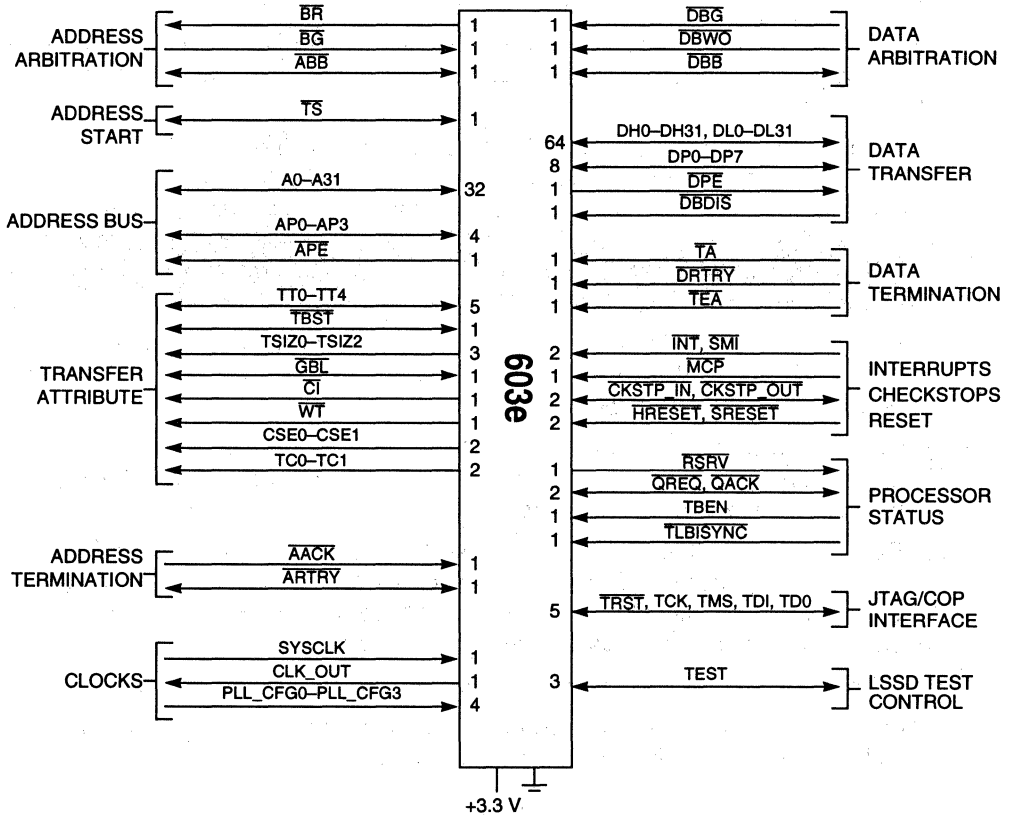 ADDRESS
ARBITRATION
BR 1
BG 1
ABB 1
ADDRESS
START
TS 1
ADDRESS BUS
A0–A31 32
AP0–AP3 4
APE 1
TRANSFER
ATTRIBUTE
TT0–TT4 5
TBST 1
TSIZ0–TSIZ2 3
GBL 1
CI 1
WT 1
CSE0–CSE1 2
TC0–TC1 2
ADDRESS
TERMINATION
AACK 1
ARTRY 1
CLOCKS
SYSCLK 1
CLK_OUT 1
PLL_CFG0–PLL_CFG3 4
603e
+3.3 V
1 DBG
1 DBWO
1 DBB
DATA
ARBITRATION
64 DH0–DH31, DL0–DL31
8 DP0–DP7
1 DPE
1 DBDIS
DATA
TRANSFER
1 TA
1 DRTRY
1 TEA
DATA
TERMINATION
2 INT, SMI
1 MCP
2 CKSTP_IN, CKSTP_OUT
2 HRESET, SRESET
INTERRUPTS
CHECKSTOPS
RESET
1 RSRV
2 QREQ, QACK
1 TBEN
1 TLBISYNC
PROCESSOR
STATUS
5 TRST, TCK, TMS, TDI, TD0
JTAG/COP
INTERFACE
3 TEST
LSSD TEST
CONTROL